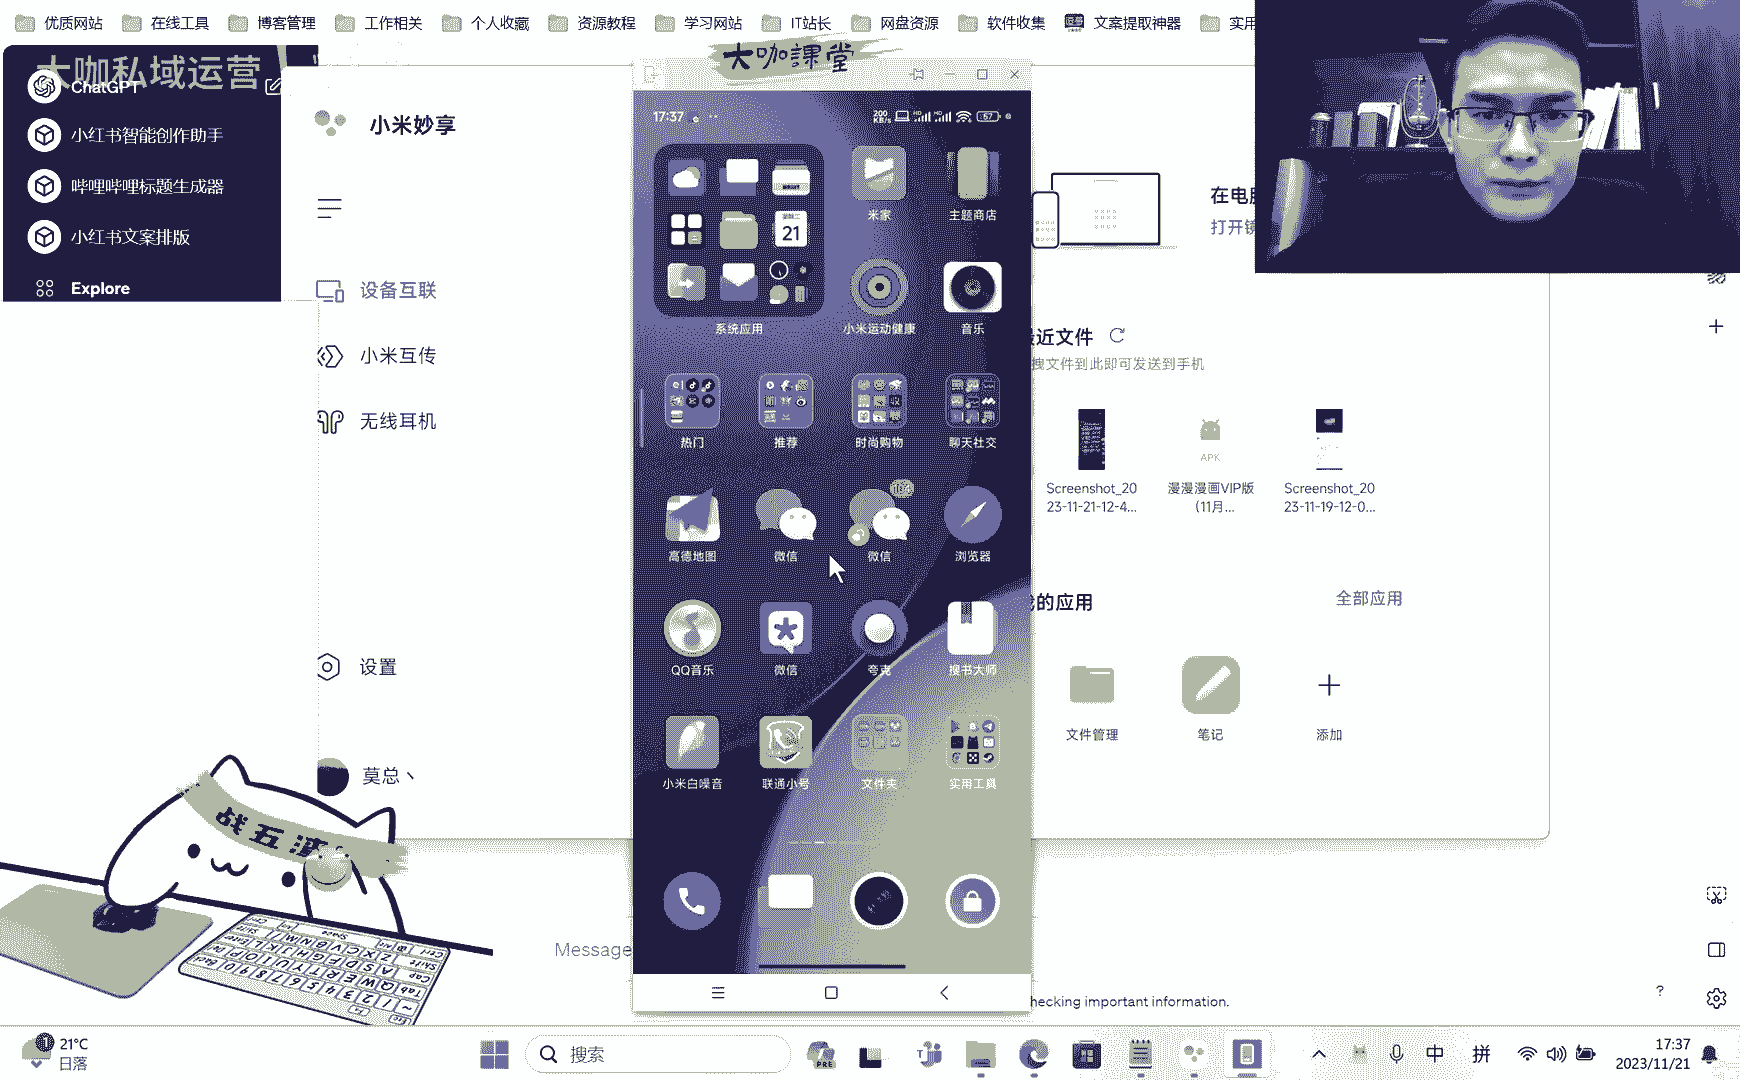 优质网站
在线工具
博客管理
工作相关
个人收藏
资源教程
学习网站
IT站长
网盘资源
软件收集
文案提取神器
实用
大咖私域运营
ChatGPT
小红书智能创作助手
哔哩哔哩标题生成器
小红书文案排版
Explore
小米妙享
设备互联
小米互传
无线耳机
设置
莫总丶
大咖課堂
17:37
200 KB/s
57
21
系统应用
米家
主题商店
小米运动健康
音乐
热门
推荐
时尚购物
聊天社交
高德地图
微信
微信
浏览器
QQ音乐
微信
夸克
搜书大师
小米白噪音
联通小号
文件夹
实用工具
在电脑
打开镜
最近文件
拽文件到此即可发送到手机
APK
Screenshot_20
23-11-21-12-4...
漫漫漫画VIP版
(11月...
Screenshot_20
23-11-19-12-0...
我的应用
全部应用
文件管理
笔记
添加
战五渣
Message
hecking important information.
?
21°C
日落
搜索
PRE
中
拼
17:37
2023/11/21